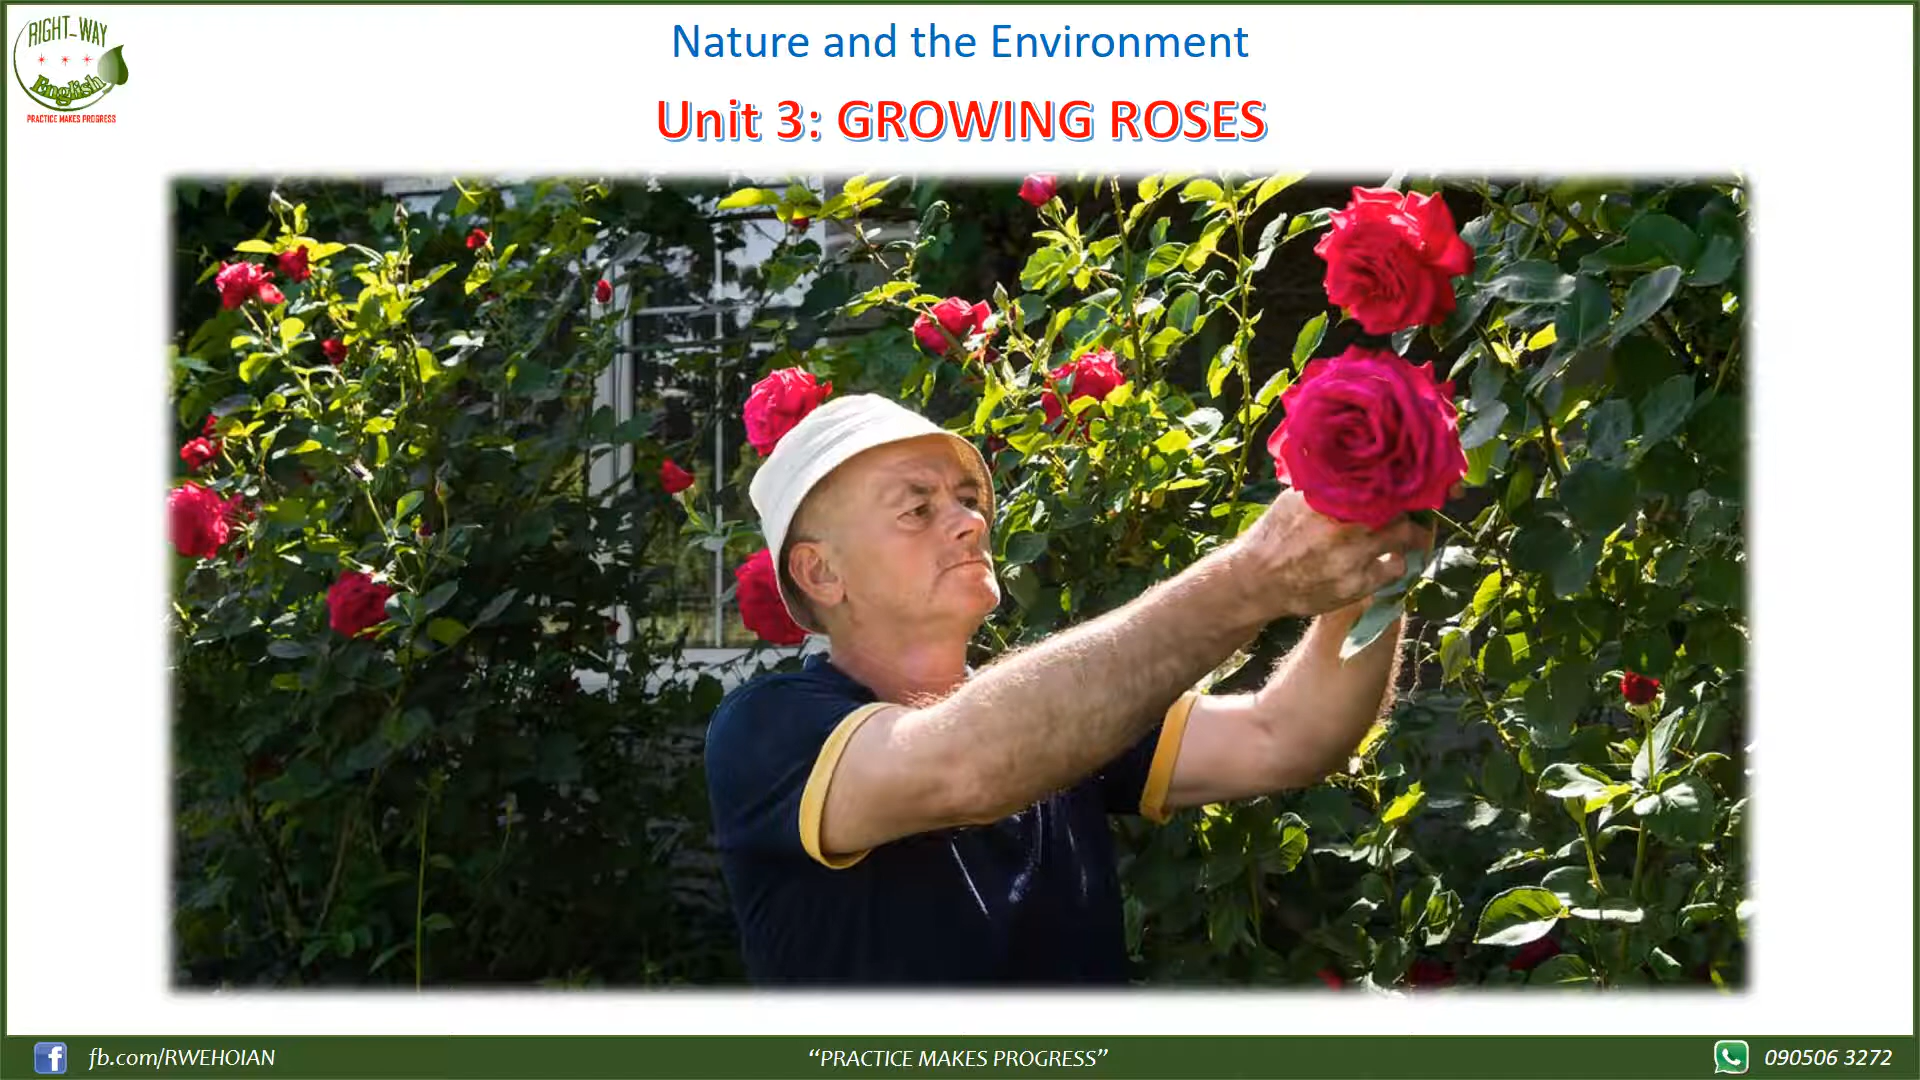 RIGHT_WAY
English
PRACTICE MAKES PROGRESS
Nature and the Environment
Unit 3: GROWING ROSES
fb.com/RWEHOIAN
“PRACTICE MAKES PROGRESS”
090506 3272